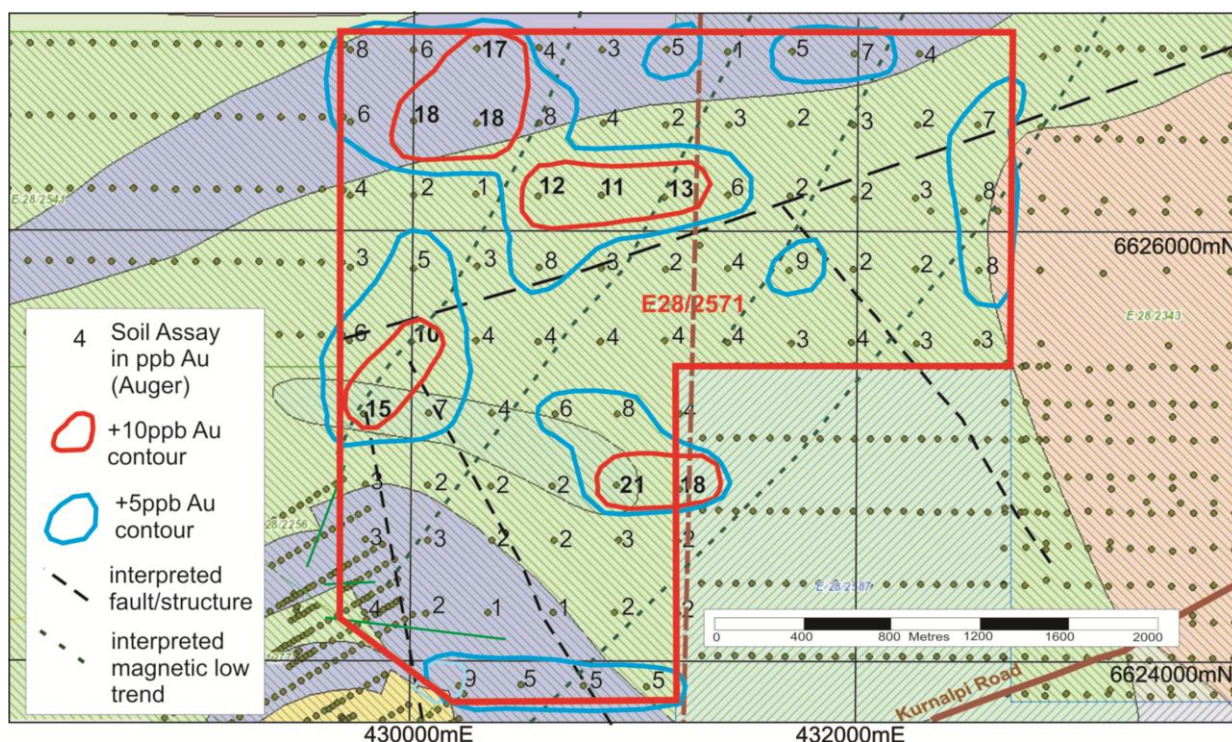 8 6 17 4 3 5 1 5 7 4
6 18 18 8 4 2 3 2 3 2 7
4 2 1 12 11 13 6 2 2 3 8
E 28/2544
3 5 3 8 3 2 4 9 2 2 8
6626000mN
E28/2571
E 28/2343
6 10 4 4 4 4 4 3 4 3 3
15 7 4 6 8 4
3 2 2 2 21 18
28/2256
3 3 2 2 3 2
4 2 1 1 2 2
E 28/2587
9 5 5 5
4 Soil Assay
in ppb Au
(Auger)
+10ppb Au
contour
+5ppb Au
contour
interpreted
fault/structure
interpreted
magnetic low
trend
0 400 800 Metres 1200 1600 2000
6624000mN
Kurnalpi Road
430000mE 432000mE